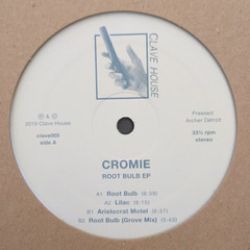 CLAVE HOUSE
℗ & ©
2019 Clave House
clave005
side A
Pressed:
Archer Detroit
33⅓ rpm
stereo
CROMIE
ROOT BULB EP
A1 Root Bulb
A2 Lilac
B1 Aristocrat Motel
B2 Root Bulb (Grove Mix)